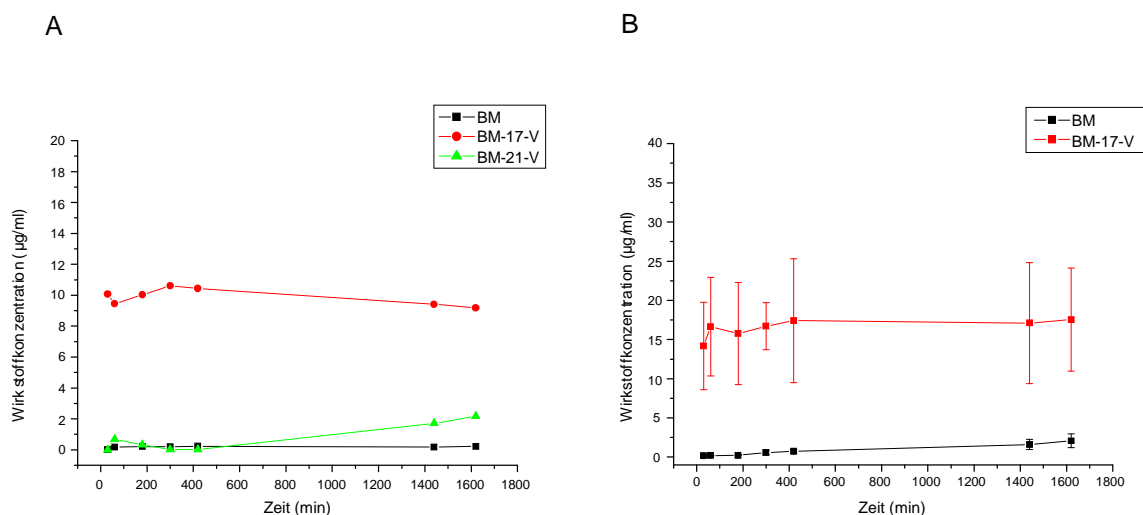 A
BM
BM-17-V
BM-21-V
20
18
16
14
12
10
8
6
4
2
0
0 200 400 600 800 1000 1200 1400 1600 1800
Wirkstoffkonzentration (µg/ml)
Zeit (min)
B
BM
BM-17-V
40
35
30
25
20
15
10
5
0
0 200 400 600 800 1000 1200 1400 1600 1800
Wirkstoffkonzentration (µg/ml)
Zeit (min)